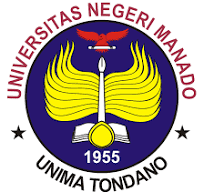 UNIVERSITAS NEGERI MANADO
1955
UNIMA TONDANO